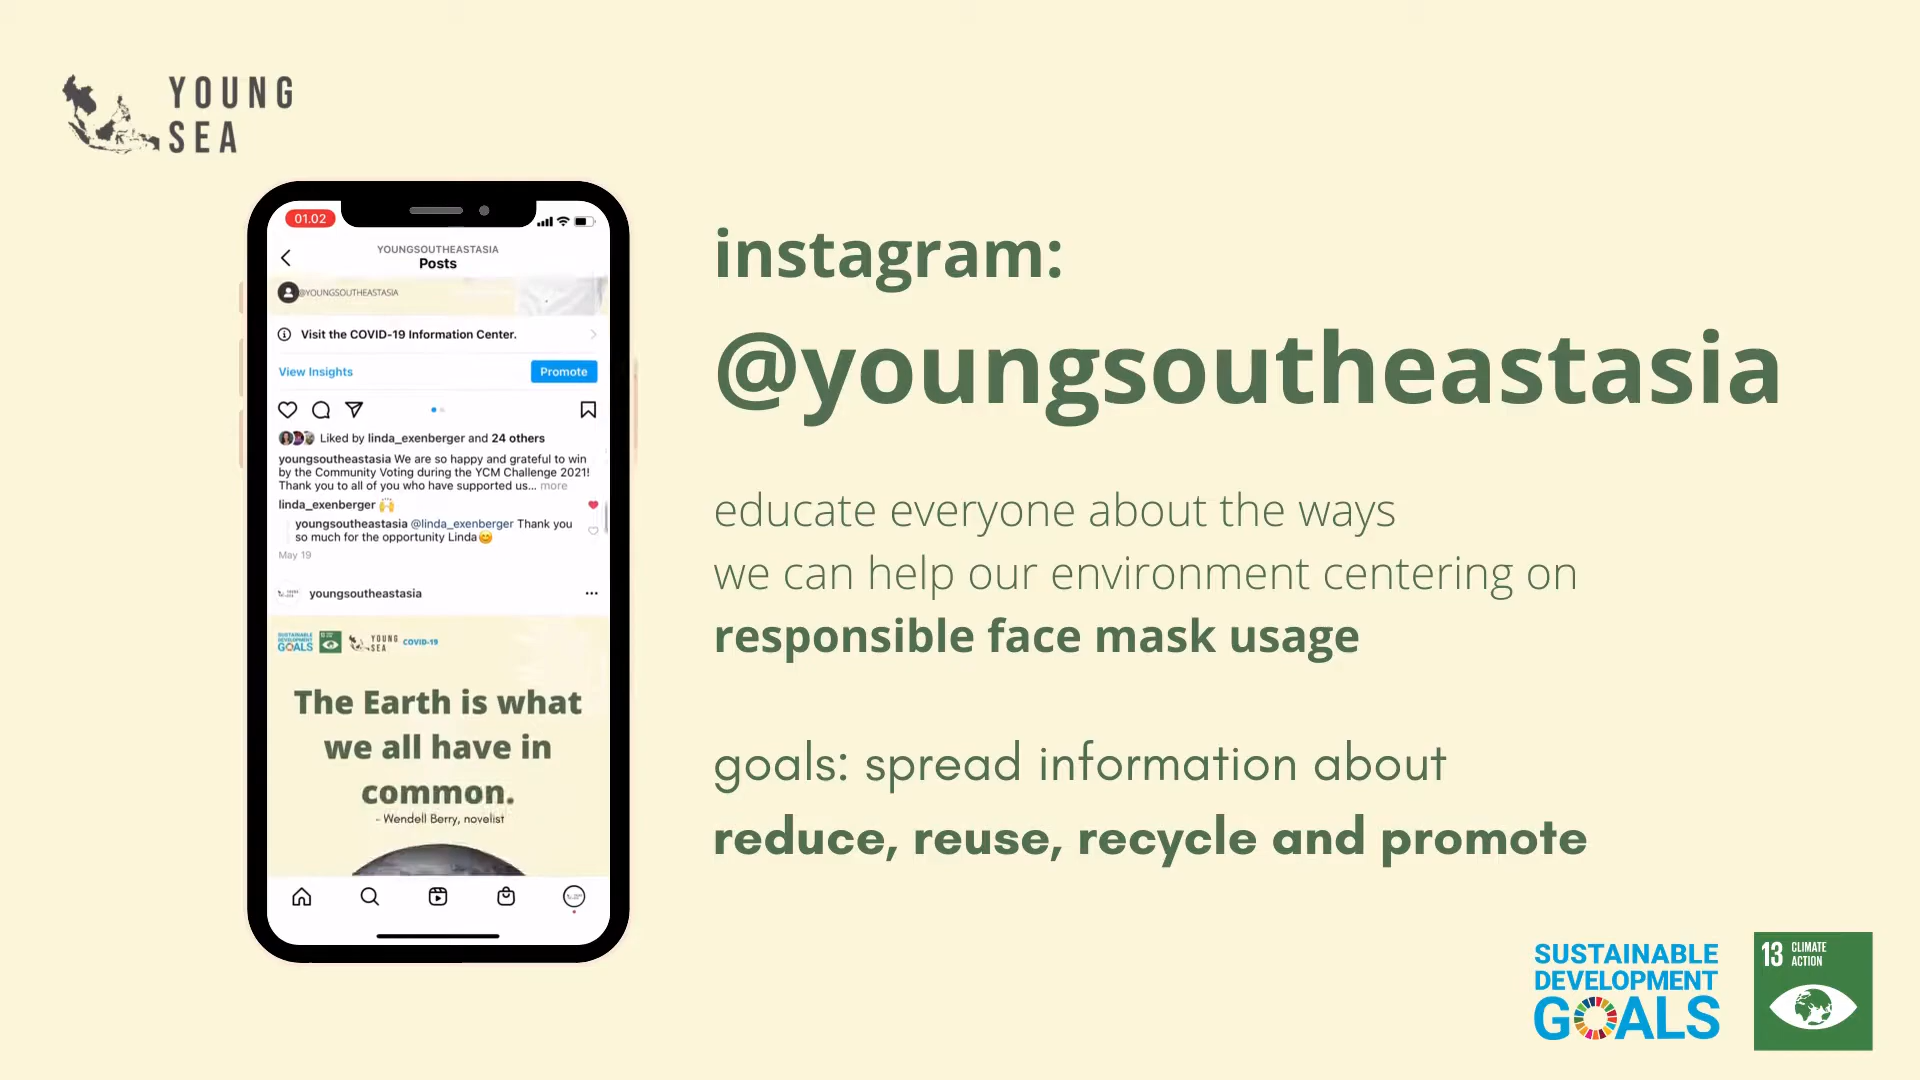 YOUNG
SEA
01.02
YOUNGSOUTHEASTASIA
Posts
@YOUNGSOUTHEASTASIA
Visit the COVID-19 Information Center.
View Insights
Promote
Liked by linda_exenberger and 24 others
youngsoutheastasia We are so happy and grateful to win
by the Community Voting during the YCM Challenge 2021!
Thank you to all of you who have supported us... more
linda_exenberger 🙌
youngsoutheastasia @linda_exenberger Thank you
so much for the opportunity Linda😊
May 19
youngsoutheastasia
SUSTAINABLE
DEVELOPMENT
GOALS
YOUNG
SEA
COVID-19
The Earth is what
we all have in
common.
- Wendell Berry, novelist
instagram:
@youngsoutheastasia
educate everyone about the ways
we can help our environment centering on
responsible face mask usage
goals: spread information about
reduce, reuse, recycle and promote
SUSTAINABLE
DEVELOPMENT
GOALS
13 CLIMATE
ACTION